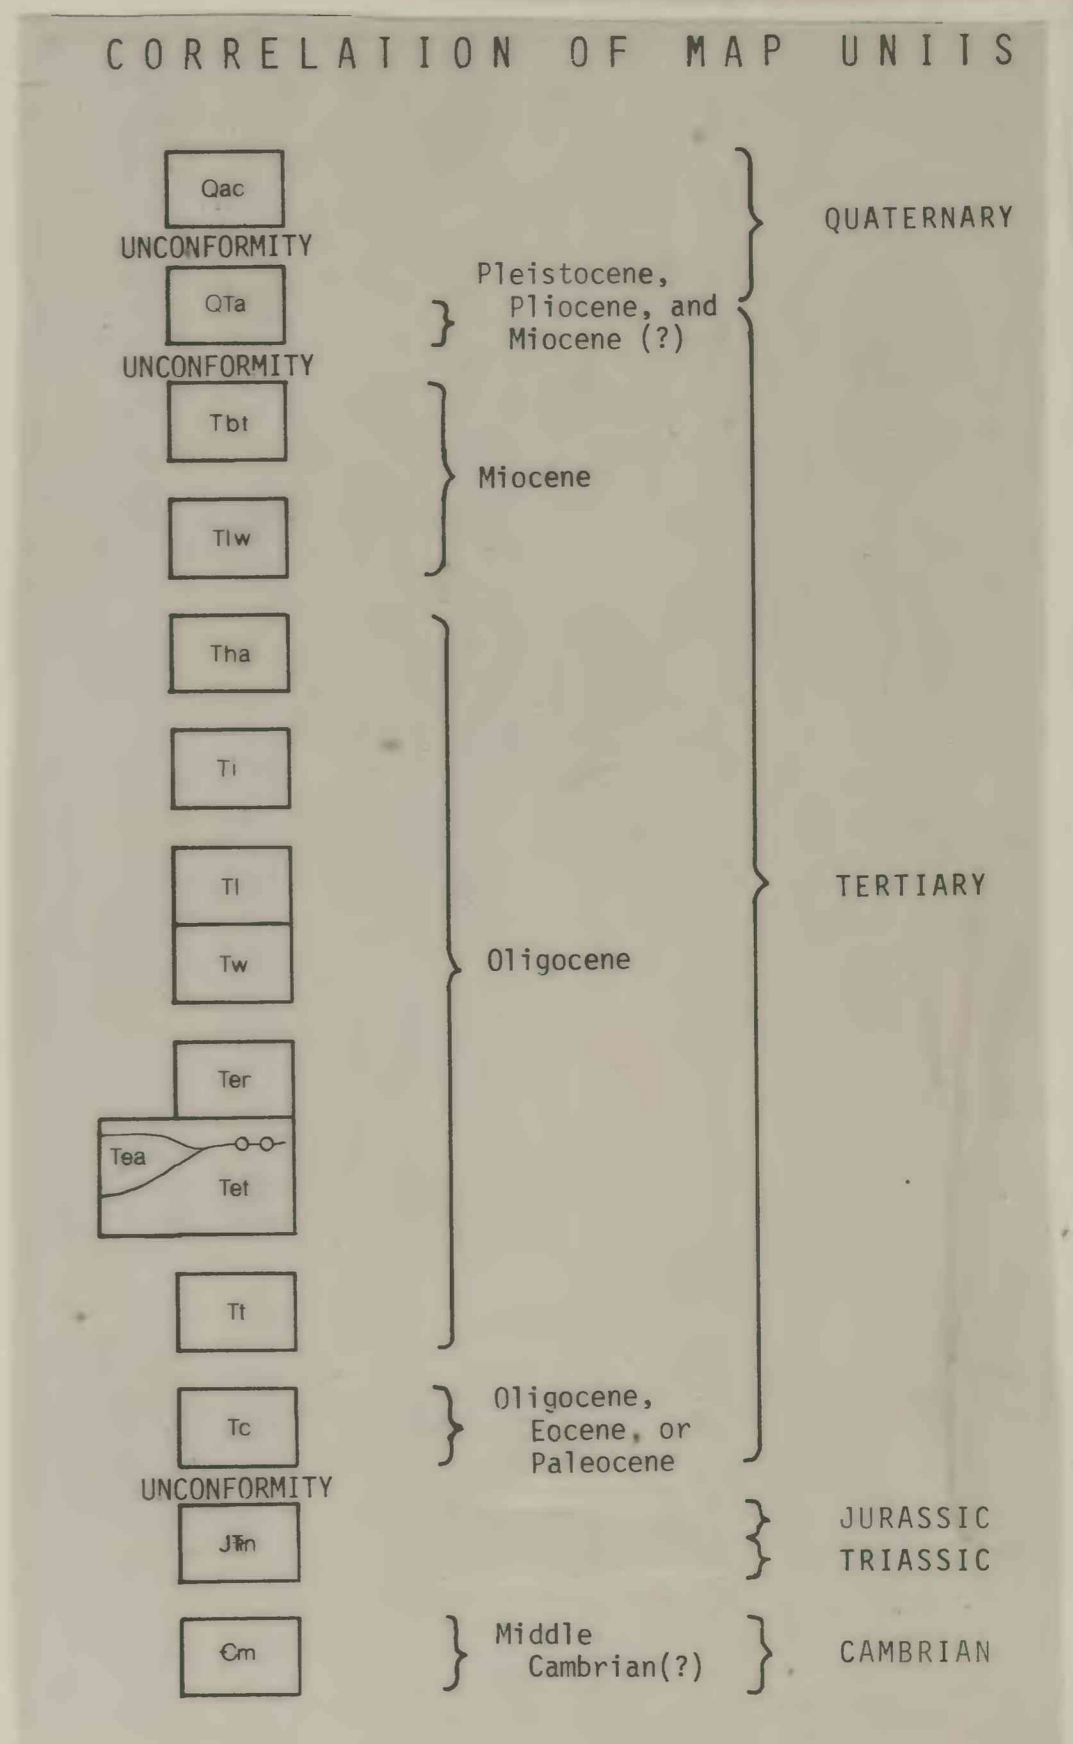 CORRELATION OF MAP UNITS
Qac
QUATERNARY
UNCONFORMITY
QTa
Pleistocene,
Pliocene, and
Miocene (?)
UNCONFORMITY
Tbt
Miocene
Tlw
Tha
Ti
Tl
TERTIARY
Tw
Oligocene
Ter
Tea
Tet
Tt
Tc
Oligocene,
Eocene, or
Paleocene
UNCONFORMITY
JURASSIC
J₸n
TRIASSIC
Middle
Cambrian(?)
Єm
CAMBRIAN